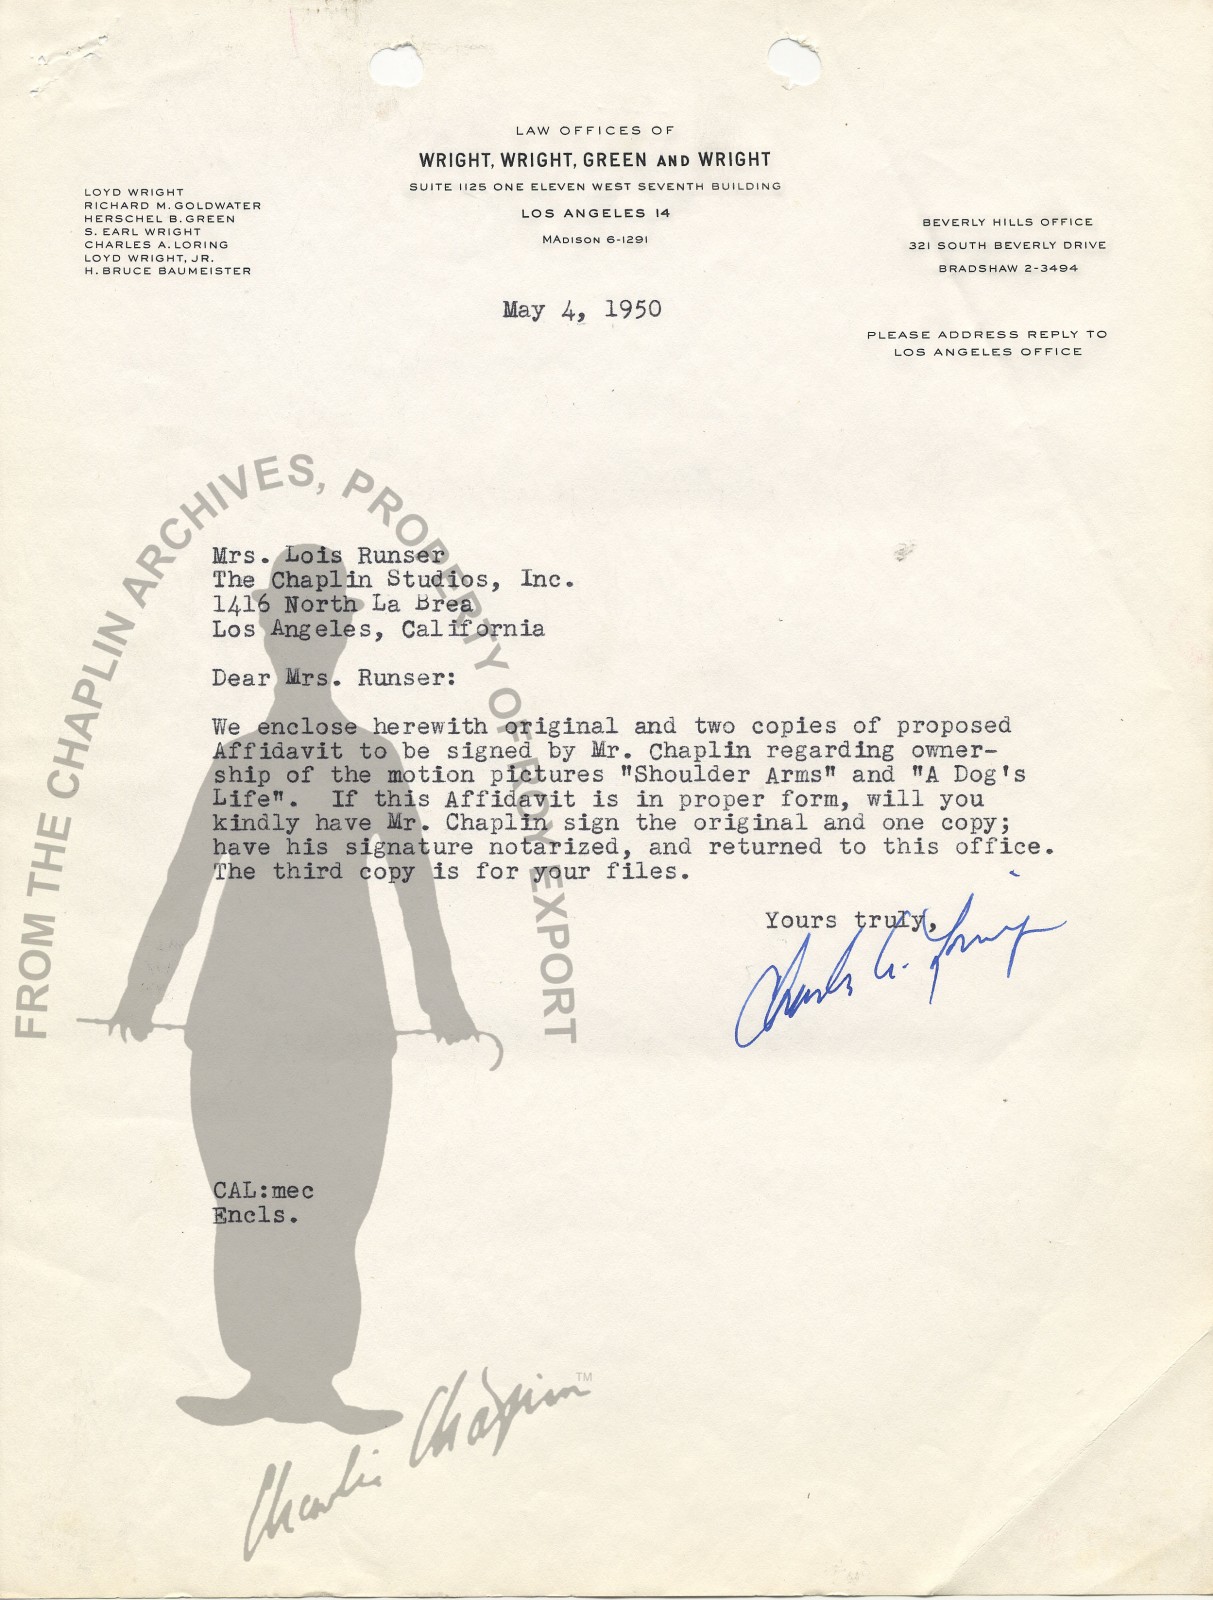 LAW OFFICES OF
WRIGHT, WRIGHT, GREEN AND WRIGHT
SUITE 1125 ONE ELEVEN WEST SEVENTH BUILDING
LOS ANGELES 14
MADISON 6-1291
LOYD WRIGHT
RICHARD M. GOLDWATER
HERSCHEL B. GREEN
S. EARL WRIGHT
CHARLES A. LORING
LOYD WRIGHT, JR.
H. BRUCE BAUMEISTER
BEVERLY HILLS OFFICE
321 SOUTH BEVERLY DRIVE
BRADSHAW 2-3494
May 4, 1950
PLEASE ADDRESS REPLY TO
LOS ANGELES OFFICE
FROM THE CHAPLIN ARCHIVES, PROPERTY OF ROY EXPORT
Mrs. Lois Runser
The Chaplin Studios, Inc.
1416 North La Brea
Los Angeles, California
Dear Mrs. Runser:
We enclose herewith original and two copies of proposed
Affidavit to be signed by Mr. Chaplin regarding owner-
ship of the motion pictures "Shoulder Arms" and "A Dog's
Life". If this Affidavit is in proper form, will you
kindly have Mr. Chaplin sign the original and one copy;
have his signature notarized, and returned to this office.
The third copy is for your files.
Yours truly,
Charles A. Loring
CAL:mec
Encls.
Charlie Chaplin TM